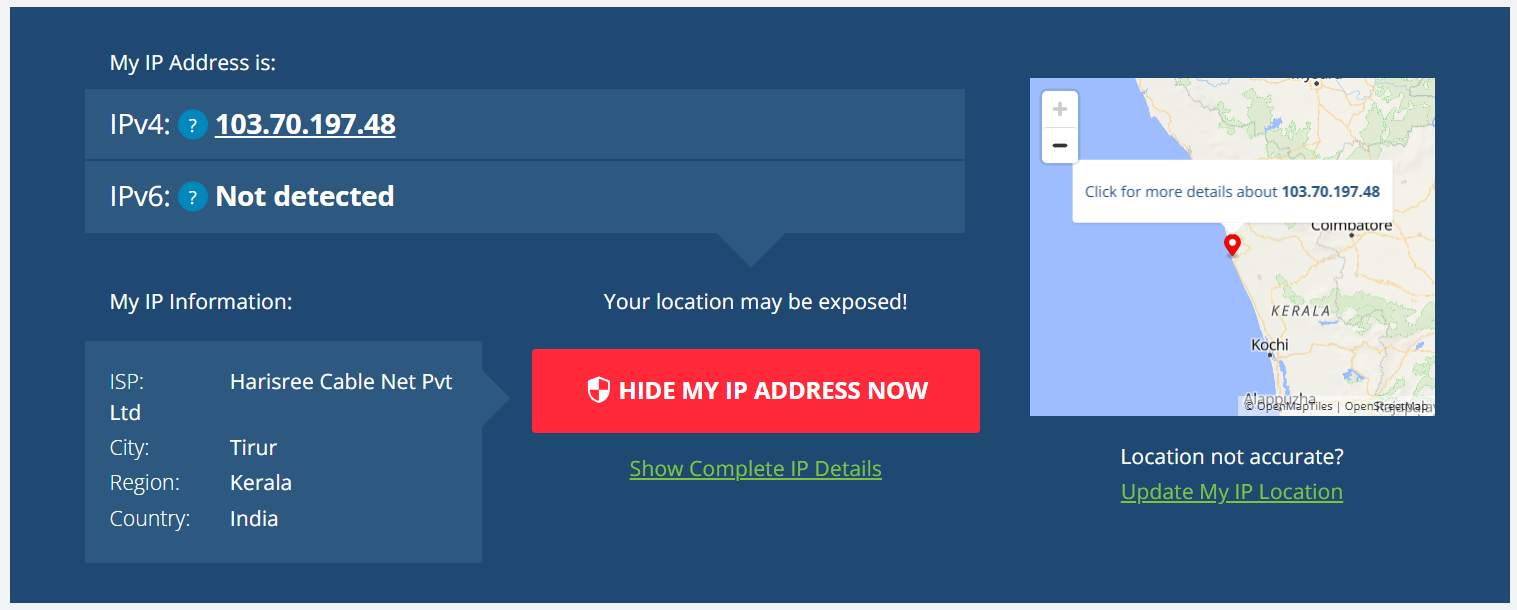 My IP Address is:
IPv4: ? 103.70.197.48
IPv6: ? Not detected
My IP Information:
ISP: Harisree Cable Net Pvt
Ltd
City: Tirur
Region: Kerala
Country: India
Your location may be exposed!
HIDE MY IP ADDRESS NOW
Show Complete IP Details
+
−
Click for more details about 103.70.197.48
Coimbatore
KERALA
Kochi
Alappuzha
© OpenMapTiles | OpenStreetMap
Location not accurate?
Update My IP Location